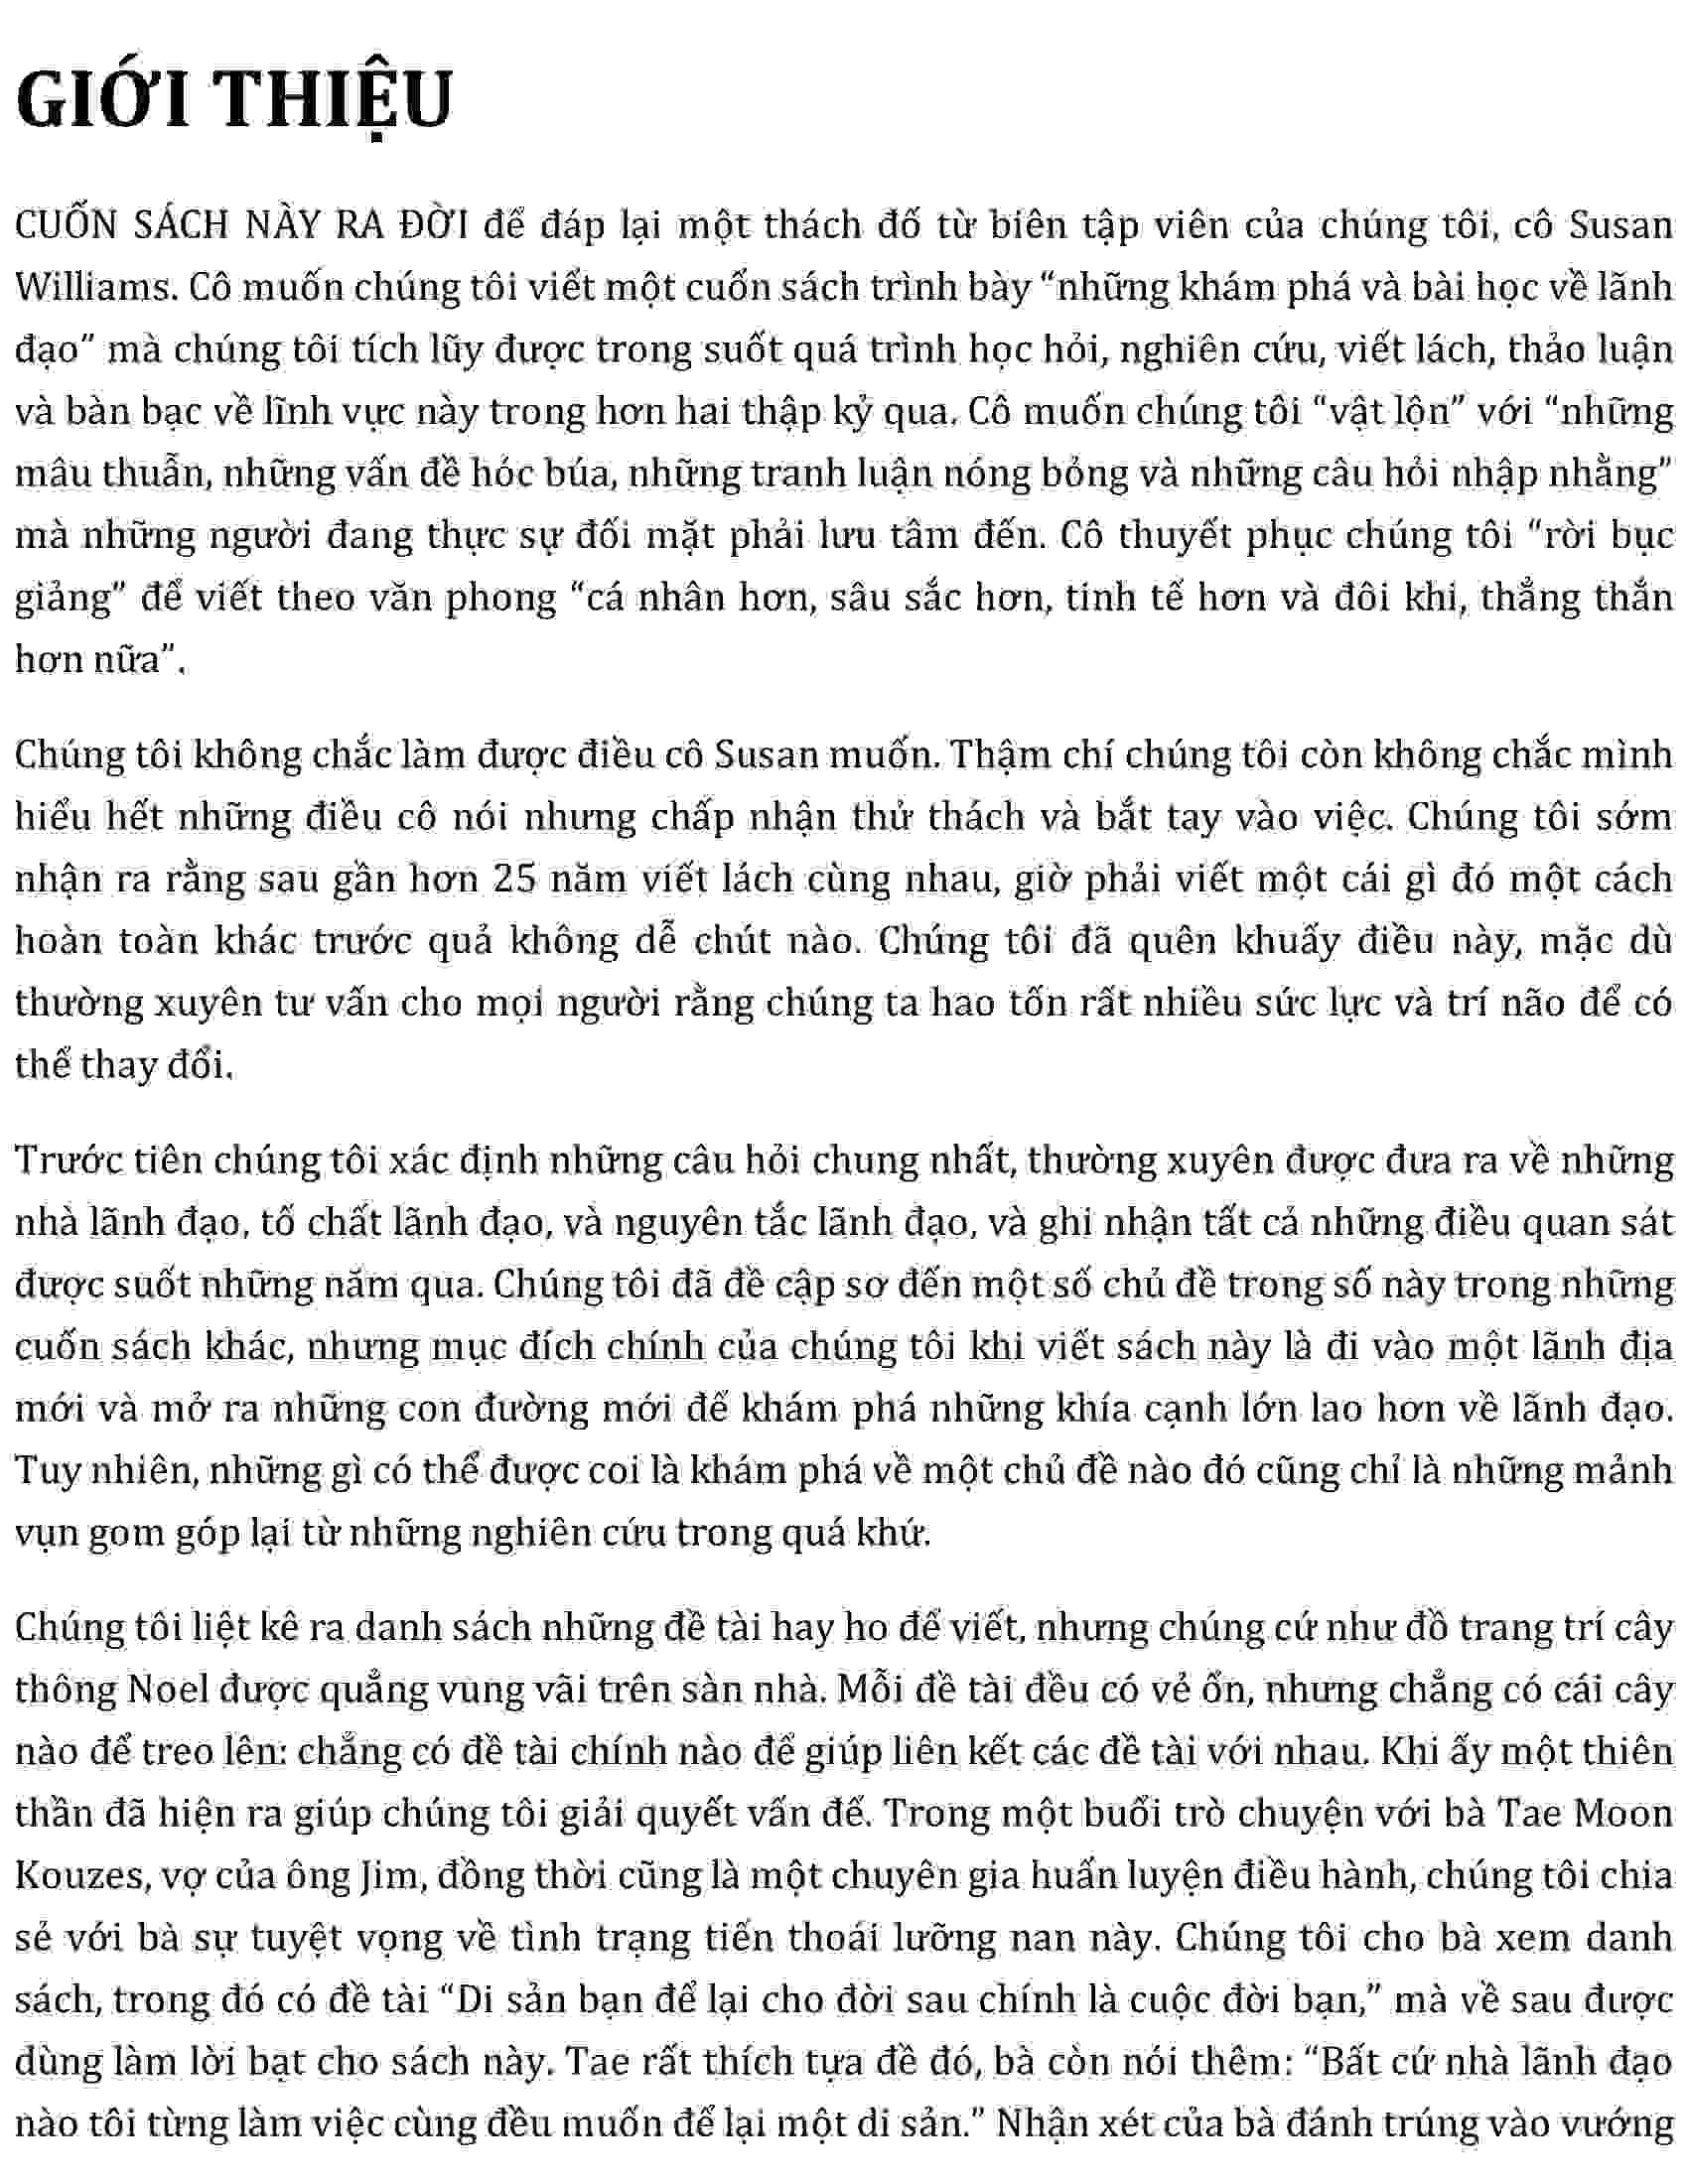 GIỚI THIỆU
CUỐN SÁCH NÀY RA ĐỜI để đáp lại một thách đố từ biên tập viên của chúng tôi, cô Susan
Williams. Cô muốn chúng tôi viết một cuốn sách trình bày “những khám phá và bài học về lãnh
đạo” mà chúng tôi tích lũy được trong suốt quá trình học hỏi, nghiên cứu, viết lách, thảo luận
và bàn bạc về lĩnh vực này trong hơn hai thập kỷ qua. Cô muốn chúng tôi “vật lộn” với “những
mâu thuẫn, những vấn đề hóc búa, những tranh luận nóng bỏng và những câu hỏi nhập nhằng”
mà những người đang thực sự đối mặt phải lưu tâm đến. Cô thuyết phục chúng tôi “rời bục
giảng” để viết theo văn phong “cá nhân hơn, sâu sắc hơn, tinh tế hơn và đôi khi, thẳng thắn
hơn nữa”.
Chúng tôi không chắc làm được điều cô Susan muốn. Thậm chí chúng tôi còn không chắc mình
hiểu hết những điều cô nói nhưng chấp nhận thử thách và bắt tay vào việc. Chúng tôi sớm
nhận ra rằng sau gần hơn 25 năm viết lách cùng nhau, giờ phải viết một cái gì đó một cách
hoàn toàn khác trước quả không dễ chút nào. Chúng tôi đã quên khuấy điều này, mặc dù
thường xuyên tư vấn cho mọi người rằng chúng ta hao tốn rất nhiều sức lực và trí não để có
thể thay đổi.
Trước tiên chúng tôi xác định những câu hỏi chung nhất, thường xuyên được đưa ra về những
nhà lãnh đạo, tố chất lãnh đạo, và nguyên tắc lãnh đạo, và ghi nhận tất cả những điều quan sát
được suốt những năm qua. Chúng tôi đã đề cập sơ đến một số chủ đề trong số này trong những
cuốn sách khác, nhưng mục đích chính của chúng tôi khi viết sách này là đi vào một lãnh địa
mới và mở ra những con đường mới để khám phá những khía cạnh lớn lao hơn về lãnh đạo.
Tuy nhiên, những gì có thể được coi là khám phá về một chủ đề nào đó cũng chỉ là những mảnh
vụn gom góp lại từ những nghiên cứu trong quá khứ.
Chúng tôi liệt kê ra danh sách những đề tài hay ho để viết, nhưng chúng cứ như đồ trang trí cây
thông Noel được quẳng vung vãi trên sàn nhà. Mỗi đề tài đều có vẻ ổn, nhưng chẳng có cái cây
nào để treo lên: chẳng có đề tài chính nào để giúp liên kết các đề tài với nhau. Khi ấy một thiên
thần đã hiện ra giúp chúng tôi giải quyết vấn đế. Trong một buổi trò chuyện với bà Tae Moon
Kouzes, vợ của ông Jim, đồng thời cũng là một chuyên gia huấn luyện điều hành, chúng tôi chia
sẻ với bà sự tuyệt vọng về tình trạng tiến thoái lưỡng nan này. Chúng tôi cho bà xem danh
sách, trong đó có đề tài “Di sản bạn để lại cho đời sau chính là cuộc đời bạn,” mà về sau được
dùng làm lời bạt cho sách này. Tae rất thích tựa đề đó, bà còn nói thêm: “Bất cứ nhà lãnh đạo
nào tôi từng làm việc cùng đều muốn để lại một di sản.” Nhận xét của bà đánh trúng vào vướng